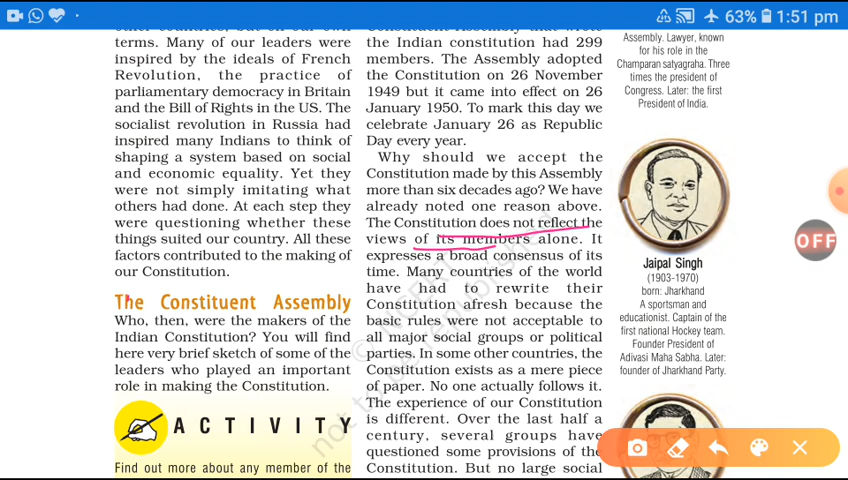 63% 1:51 pm
other countries, but on our own
terms. Many of our leaders were
inspired by the ideals of French
Revolution, the practice of
parliamentary democracy in Britain
and the Bill of Rights in the US. The
socialist revolution in Russia had
inspired many Indians to think of
shaping a system based on social
and economic equality. Yet they
were not simply imitating what
others had done. At each step they
were questioning whether these
things suited our country. All these
factors contributed to the making of
our Constitution.
The Constituent Assembly
Who, then, were the makers of the
Indian Constitution? You will find
here very brief sketch of some of the
leaders who played an important
role in making the Constitution.
ACTIVITY
Find out more about any member of the
Constituent Assembly that wrote
the Indian constitution had 299
members. The Assembly adopted
the Constitution on 26 November
1949 but it came into effect on 26
January 1950. To mark this day we
celebrate January 26 as Republic
Day every year.
Why should we accept the
Constitution made by this Assembly
more than six decades ago? We have
already noted one reason above.
The Constitution does not reflect the
views of its members alone. It
expresses a broad consensus of its
time. Many countries of the world
have had to rewrite their
Constitution afresh because the
basic rules were not acceptable to
all major social groups or political
parties. In some other countries, the
Constitution exists as a mere piece
of paper. No one actually follows it.
The experience of our Constitution
is different. Over the last half a
century, several groups have
questioned some provisions of the
Constitution. But no large social
Assembly. Lawyer, known
for his role in the
Champaran satyagraha. Three
times the president of
Congress. Later: the first
President of India.
Jaipal Singh
(1903-1970)
born: Jharkhand
A sportsman and
educationist. Captain of the
first national Hockey team.
Founder President of
Adivasi Maha Sabha. Later:
founder of Jharkhand Party.
OFF
© NCERT
not to be republished